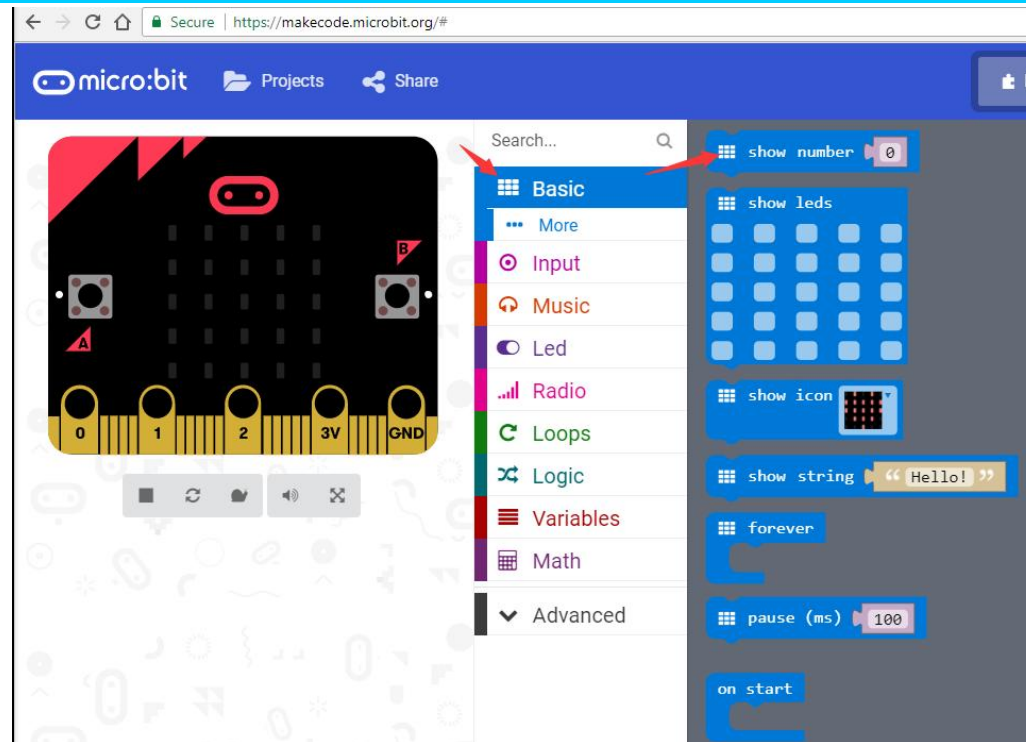 Secure | https://makecode.microbit.org/#
micro:bit Projects Share
B
A
0 1 2 3V GND
Search...
Basic
More
Input
Music
Led
Radio
Loops
Logic
Variables
Math
Advanced
show number 0
show leds
show icon
show string “ Hello! ”
forever
pause (ms) 100
on start